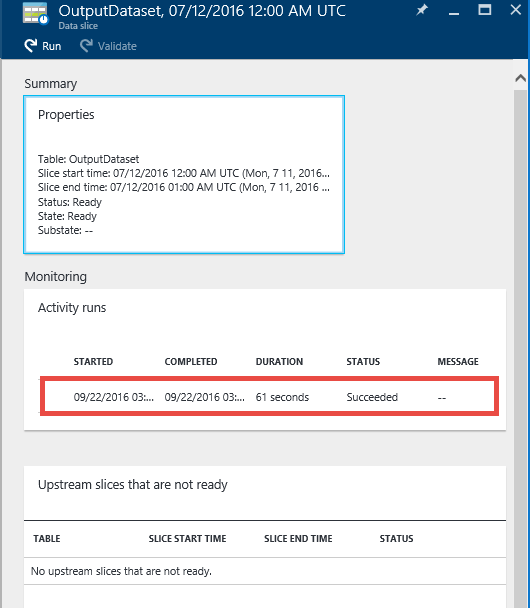 OutputDataset, 07/12/2016 12:00 AM UTC
Data slice
Run Validate
Summary
Properties
Table: OutputDataset
Slice start time: 07/12/2016 12:00 AM UTC (Mon, 7 11, 2016...
Slice end time: 07/12/2016 01:00 AM UTC (Mon, 7 11, 2016 ...
Status: Ready
State: Ready
Substate: --
Monitoring
Activity runs
STARTED COMPLETED DURATION STATUS MESSAGE
09/22/2016 03:... 09/22/2016 03:... 61 seconds Succeeded --
Upstream slices that are not ready
TABLE SLICE START TIME SLICE END TIME STATUS
No upstream slices that are not ready.